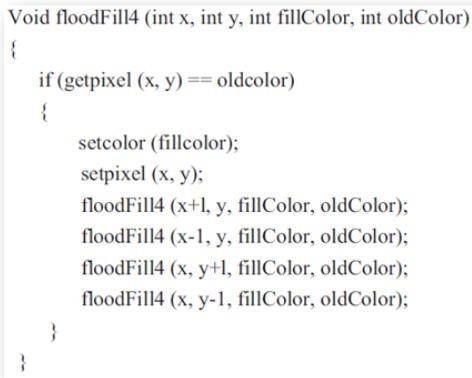 Void floodFill4 (int x, int y, int fillColor, int oldColor)
{
if (getpixel (x, y) == oldcolor)
{
setcolor (fillcolor);
setpixel (x, y);
floodFill4 (x+l, y, fillColor, oldColor);
floodFill4 (x-1, y, fillColor, oldColor);
floodFill4 (x, y+l, fillColor, oldColor);
floodFill4 (x, y-1, fillColor, oldColor);
}
}